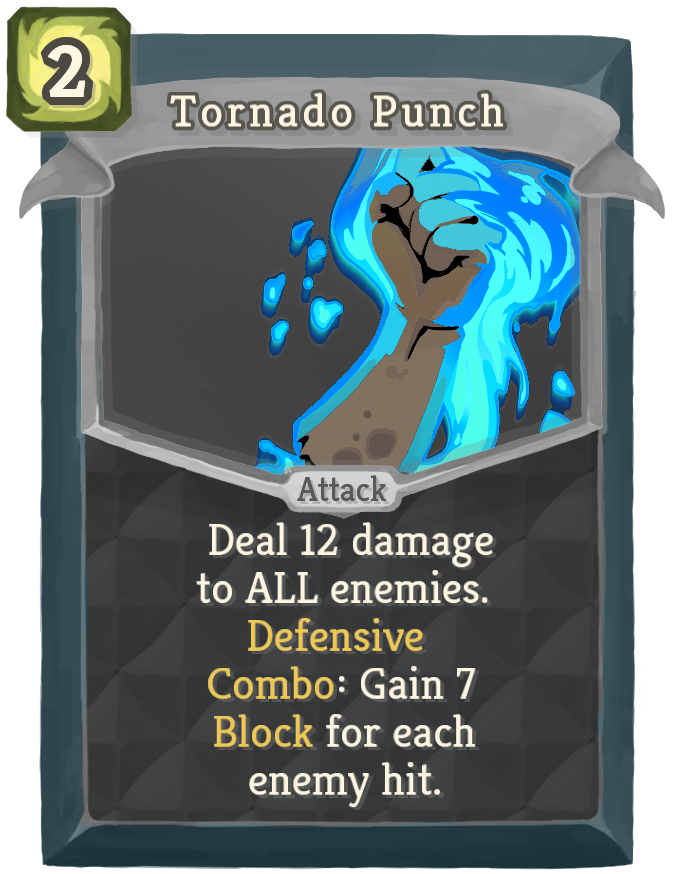 2
Tornado Punch
Attack
Deal 12 damage
to ALL enemies.
Defensive
Combo: Gain 7
Block for each
enemy hit.